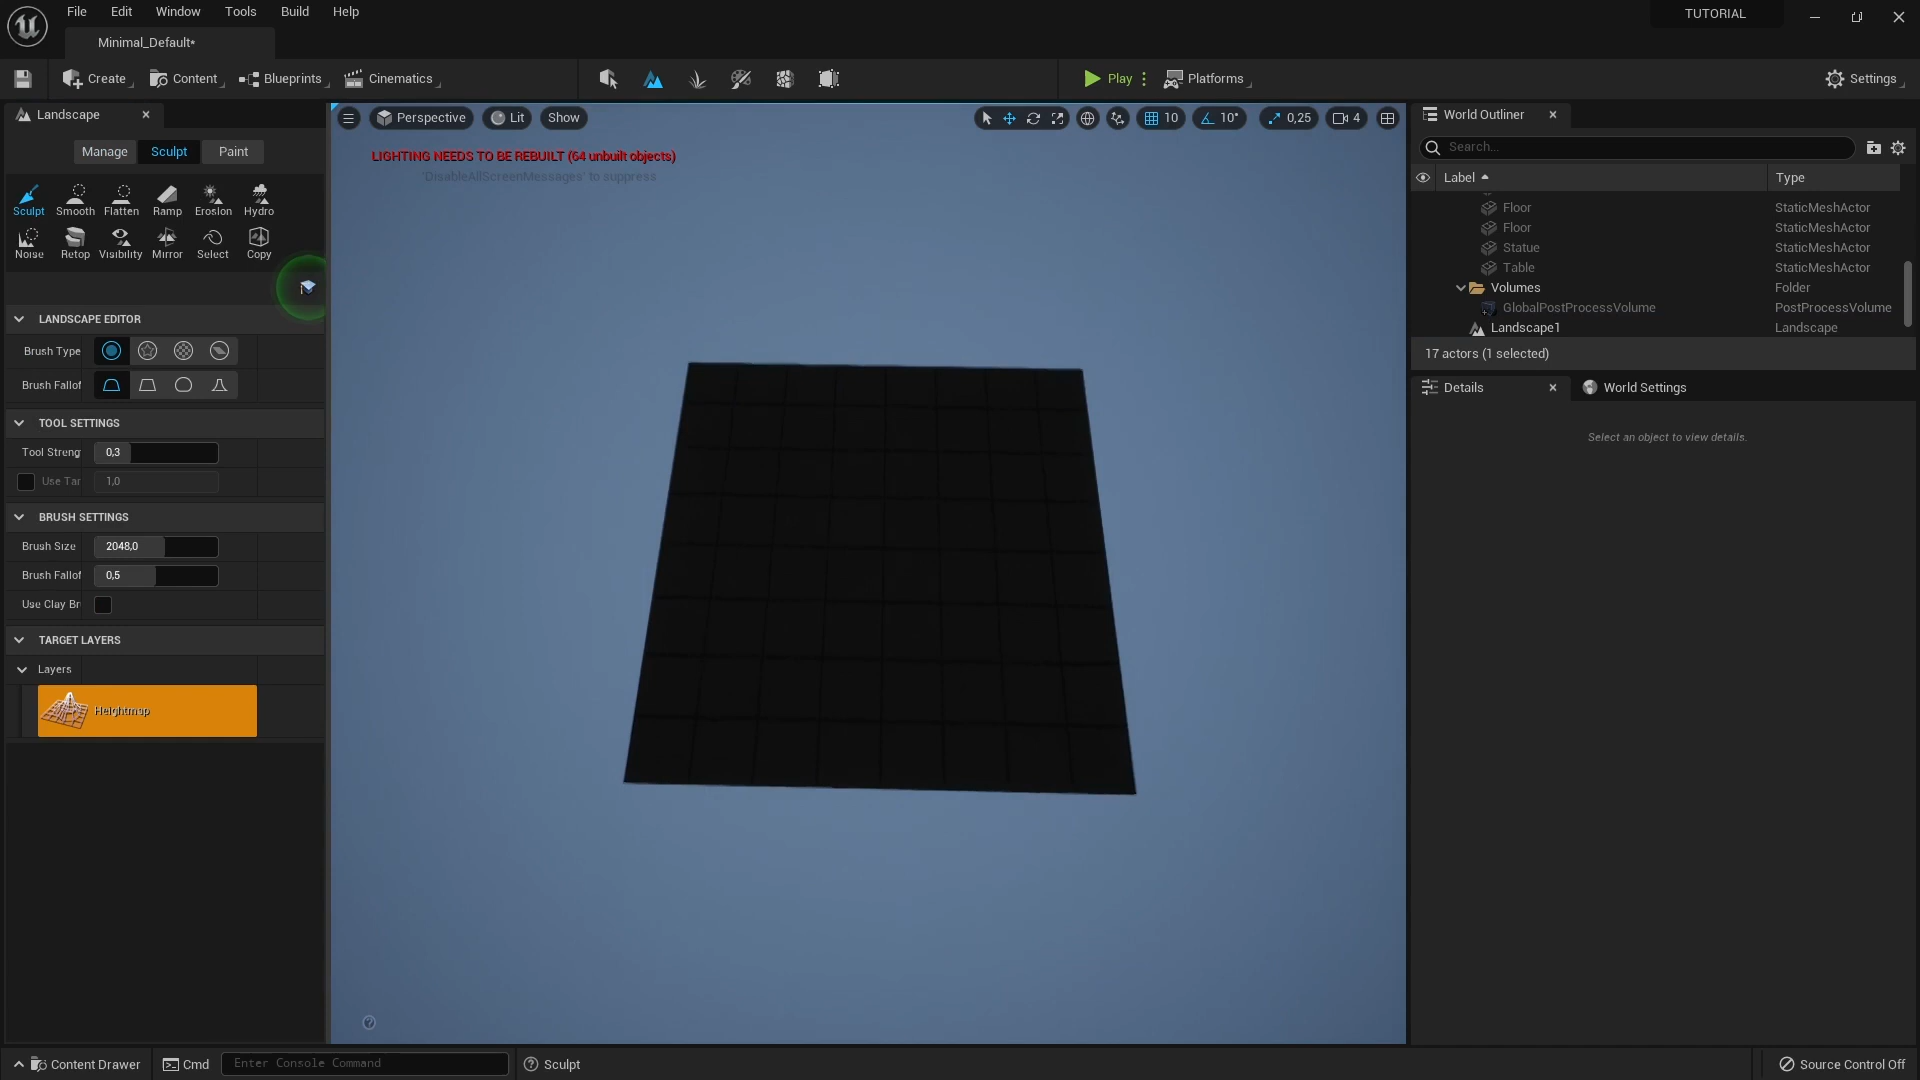 File Edit Window Tools Build Help
TUTORIAL
Minimal_Default*
Create Content Blueprints Cinematics Play Platforms Settings
Landscape
Manage Sculpt Paint
Sculpt Smooth Flatten Ramp Erosion Hydro
Noise Retop Visibility Mirror Select Copy
LANDSCAPE EDITOR
Brush Type
Brush Fallof
TOOL SETTINGS
Tool Streng 0,3
Use Tar 1,0
BRUSH SETTINGS
Brush Size 2048,0
Brush Fallof 0,5
Use Clay Br
TARGET LAYERS
Layers
Heightmap
Perspective Lit Show 10 10° 0,25 4
LIGHTING NEEDS TO BE REBUILT (64 unbuilt objects)
'DisableAllScreenMessages' to suppress
World Outliner
Search...
Label Type
Floor StaticMeshActor
Floor StaticMeshActor
Statue StaticMeshActor
Table StaticMeshActor
Volumes Folder
GlobalPostProcessVolume PostProcessVolume
Landscape1 Landscape
17 actors (1 selected)
Details World Settings
Select an object to view details.
Content Drawer Cmd Enter Console Command Sculpt Source Control Off